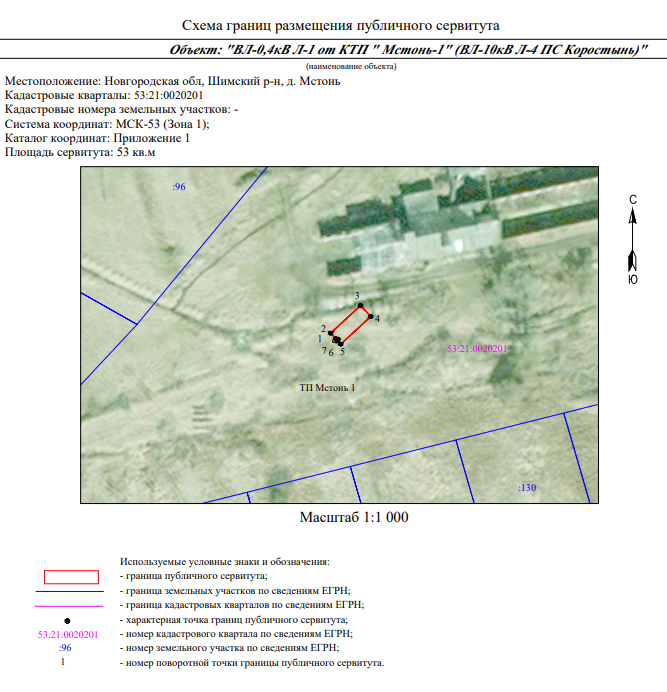 Схема границ размещения публичного сервитута
Объект: "ВЛ-0,4кВ Л-1 от КТП " Мстонь-1" (ВЛ-10кВ Л-4 ПС Коростынь)"
(наименование объекта)
Местоположение: Новгородская обл, Шимский р-н, д. Мстонь
Кадастровые кварталы: 53:21:0020201
Кадастровые номера земельных участков: -
Система координат: МСК-53 (Зона 1);
Каталог координат: Приложение 1
Площадь сервитута: 53 кв.м
:96
С
Ю
3
4
2
1
7 6 5
53:21:0020201
ТП Мстонь 1
:130
Масштаб 1:1 000
Используемые условные знаки и обозначения:
- граница публичного сервитута;
- граница земельных участков по сведениям ЕГРН;
- граница кадастровых кварталов по сведениям ЕГРН;
- характерная точка границ публичного сервитута;
53:21:0020201 - номер кадастрового квартала по сведениям ЕГРН;
:96 - номер земельного участка по сведениям ЕГРН;
1 - номер поворотной точки границы публичного сервитута.